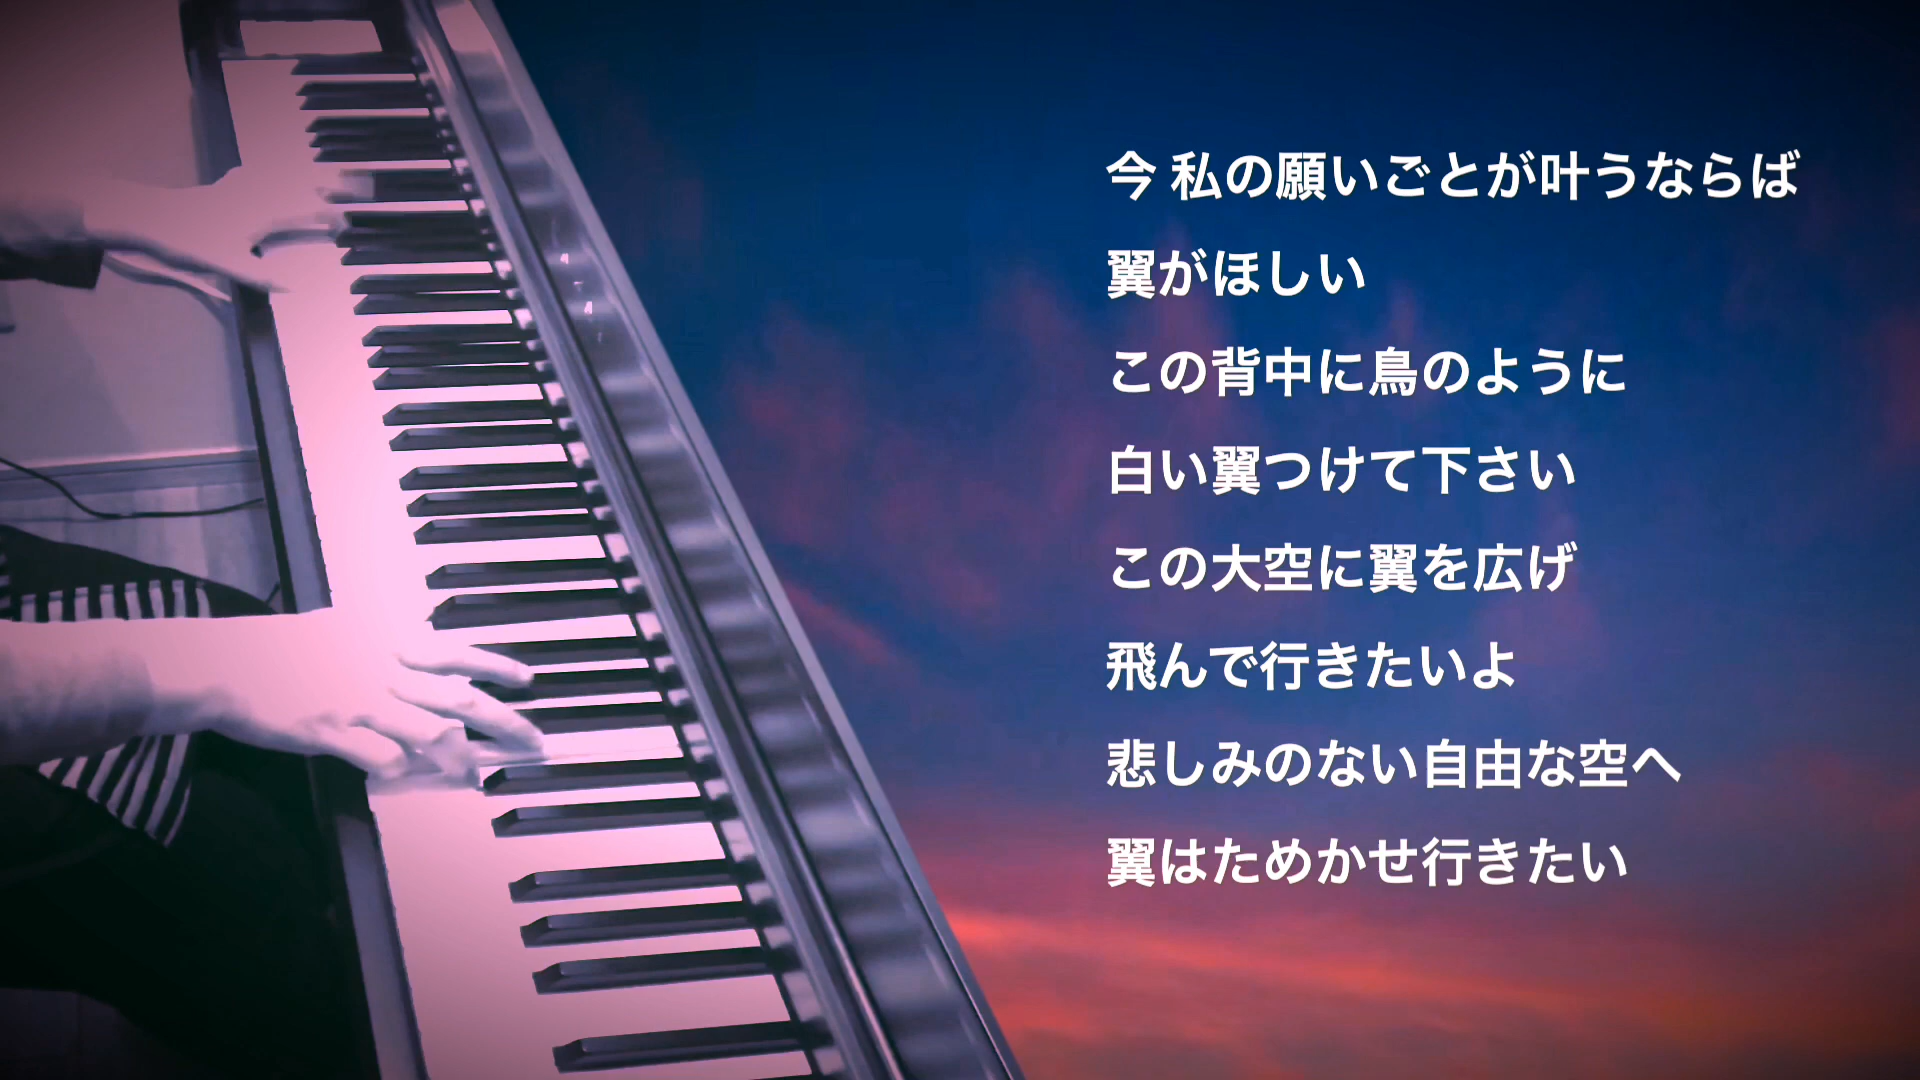 今 私の願いごとが叶うならば
翼がほしい
この背中に鳥のように
白い翼つけて下さい
この大空に翼を広げ
飛んで行きたいよ
悲しみのない自由な空へ
翼はためかせ行きたい